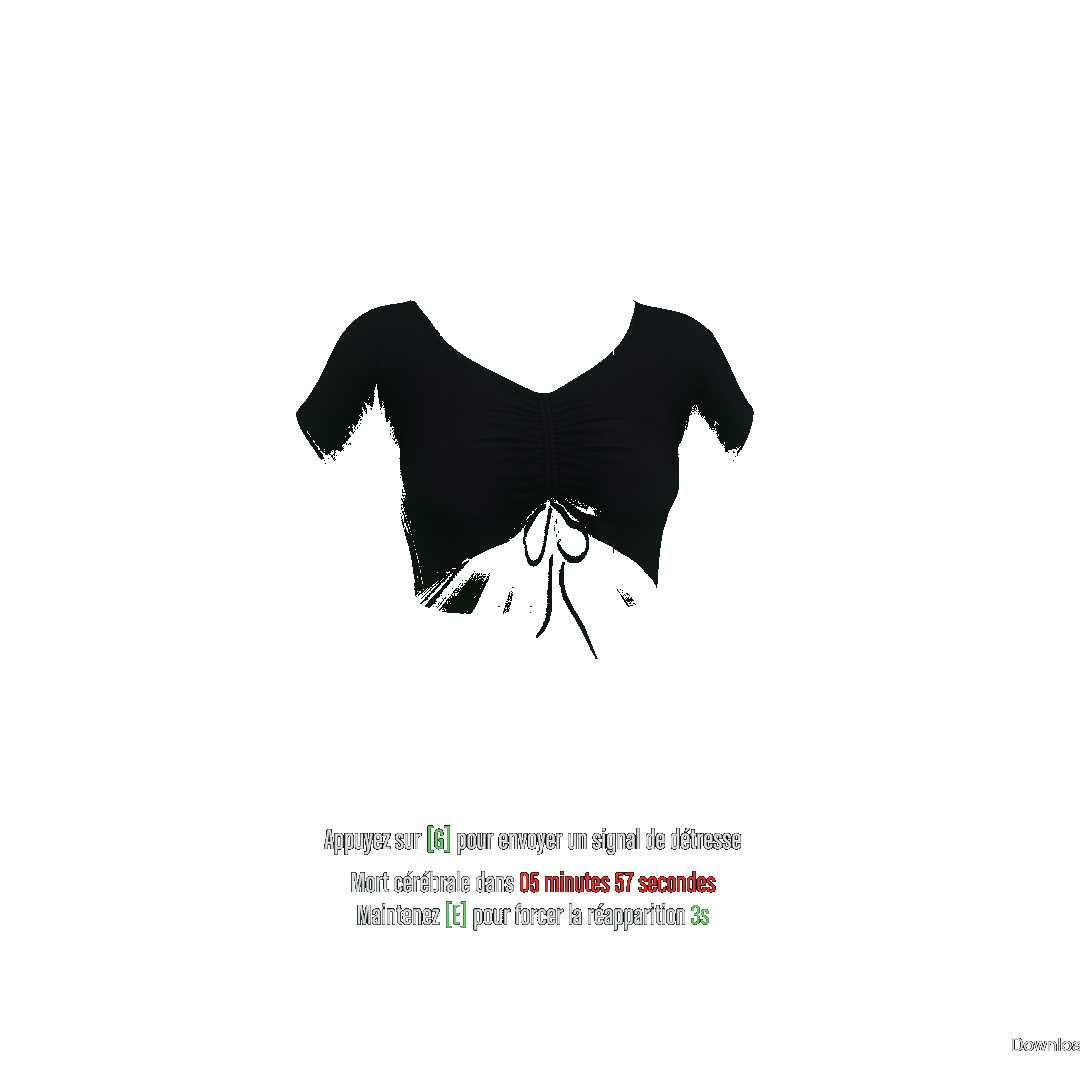 Appuyez sur [G] pour envoyer un signal de détresse
Mort cérébrale dans 05 minutes 57 secondes
Maintenez [E] pour forcer la réapparition 3s